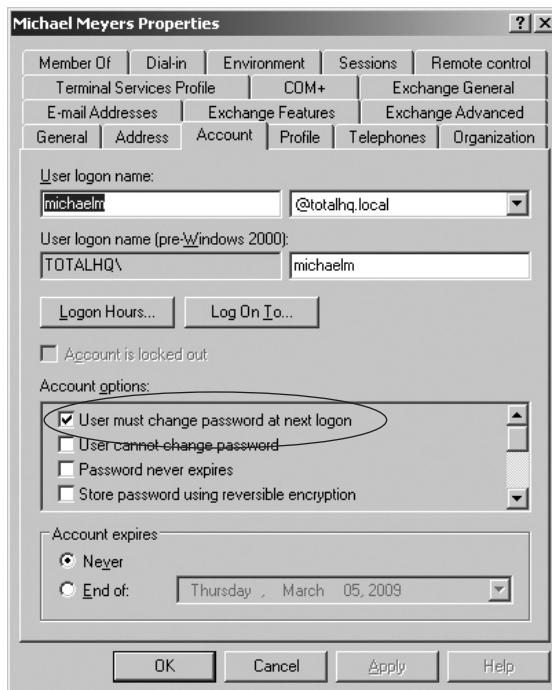 Michael Meyers Properties
Member Of Dial-in Environment Sessions Remote control
Terminal Services Profile COM+ Exchange General
E-mail Addresses Exchange Features Exchange Advanced
General Address Account Profile Telephones Organization
User logon name:
michaelm @totalhq.local
User logon name (pre-Windows 2000):
TOTALHQ\ michaelm
Logon Hours... Log On To...
Account is locked out
Account options:
User must change password at next logon
User cannot change password
Password never expires
Store password using reversible encryption
Account expires
Never
End of: Thursday , March 05, 2009
OK Cancel Apply Help